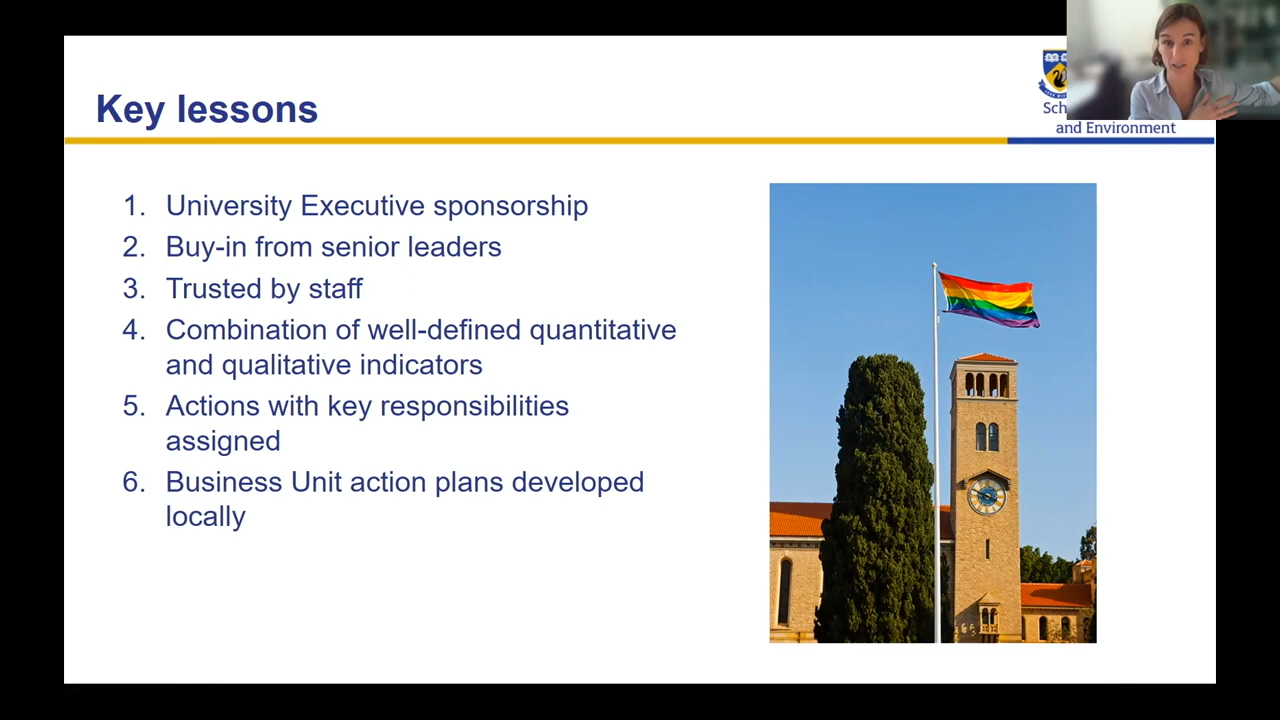 Key lessons
and Environment
1. University Executive sponsorship
2. Buy-in from senior leaders
3. Trusted by staff
4. Combination of well-defined quantitative
and qualitative indicators
5. Actions with key responsibilities
assigned
6. Business Unit action plans developed
locally